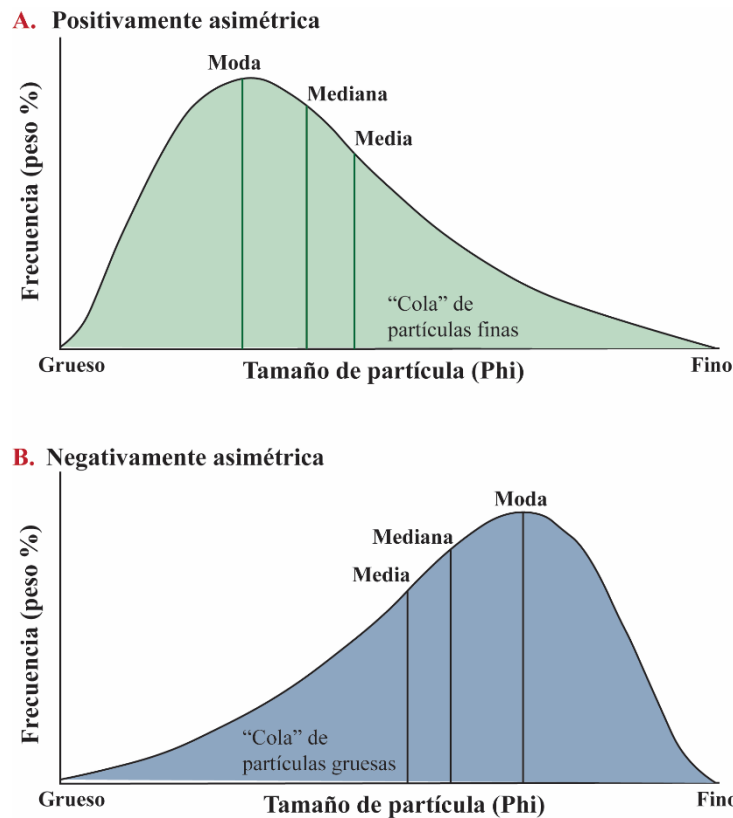 A. Positivamente asimétrica
Moda
Mediana
Media
Frecuencia (peso %)
“Cola” de
partículas finas
Grueso
Fino
Tamaño de partícula (Phi)
B. Negativamente asimétrica
Moda
Mediana
Media
Frecuencia (peso %)
“Cola” de
partículas gruesas
Grueso
Fino
Tamaño de partícula (Phi)